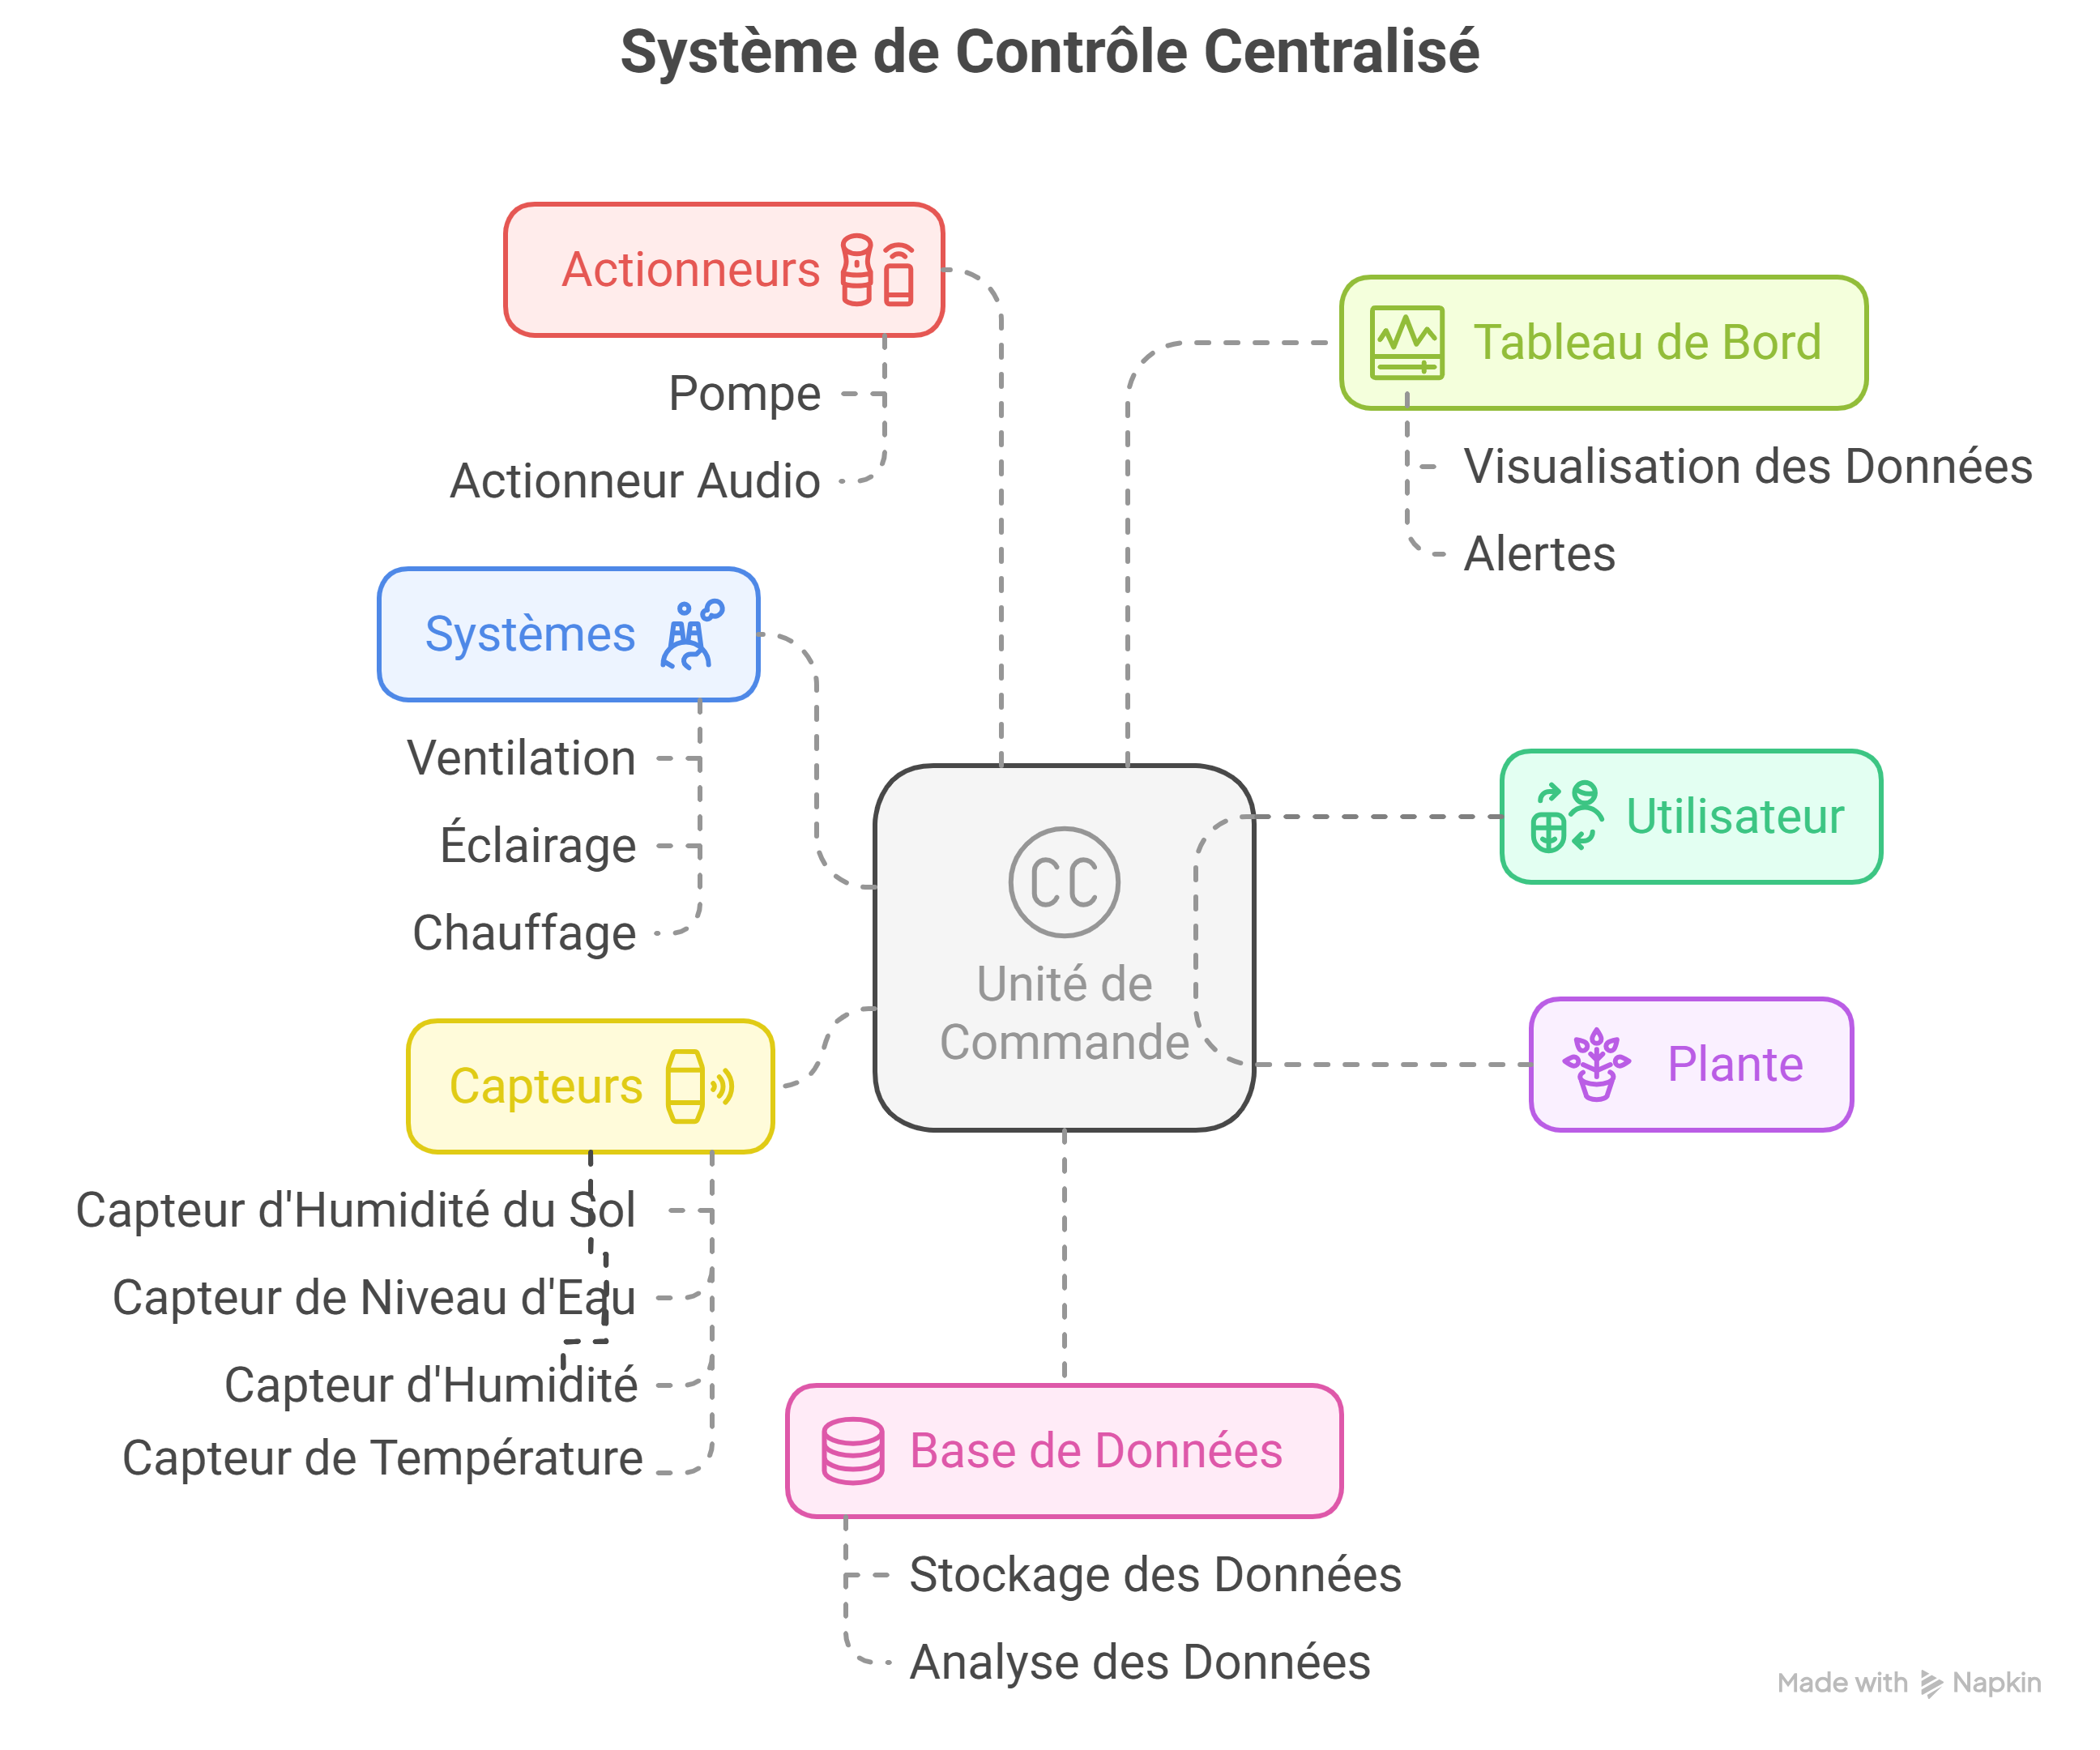 Système de Contrôle Centralisé
Actionneurs
Pompe
Actionneur Audio
Tableau de Bord
Visualisation des Données
Alertes
Systèmes
Ventilation
Éclairage
Chauffage
Utilisateur
CC
Unité de
Commande
Plante
Capteurs
Capteur d'Humidité du Sol
Capteur de Niveau d'Eau
Capteur d'Humidité
Capteur de Température
Base de Données
Stockage des Données
Analyse des Données
Made with Napkin